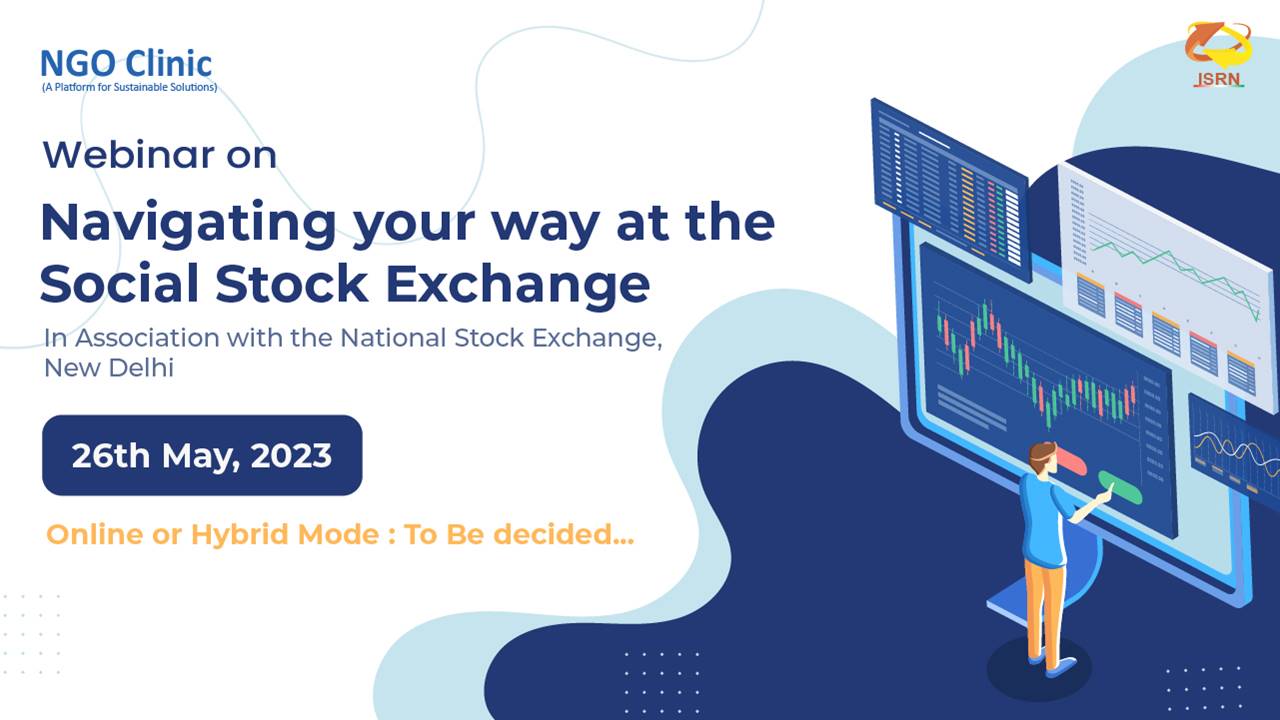 NGO Clinic
(A Platform for Sustainable Solutions)
ISRN
Webinar on
Navigating your way at the
Social Stock Exchange
In Association with the National Stock Exchange,
New Delhi
26th May, 2023
Online or Hybrid Mode : To Be decided...